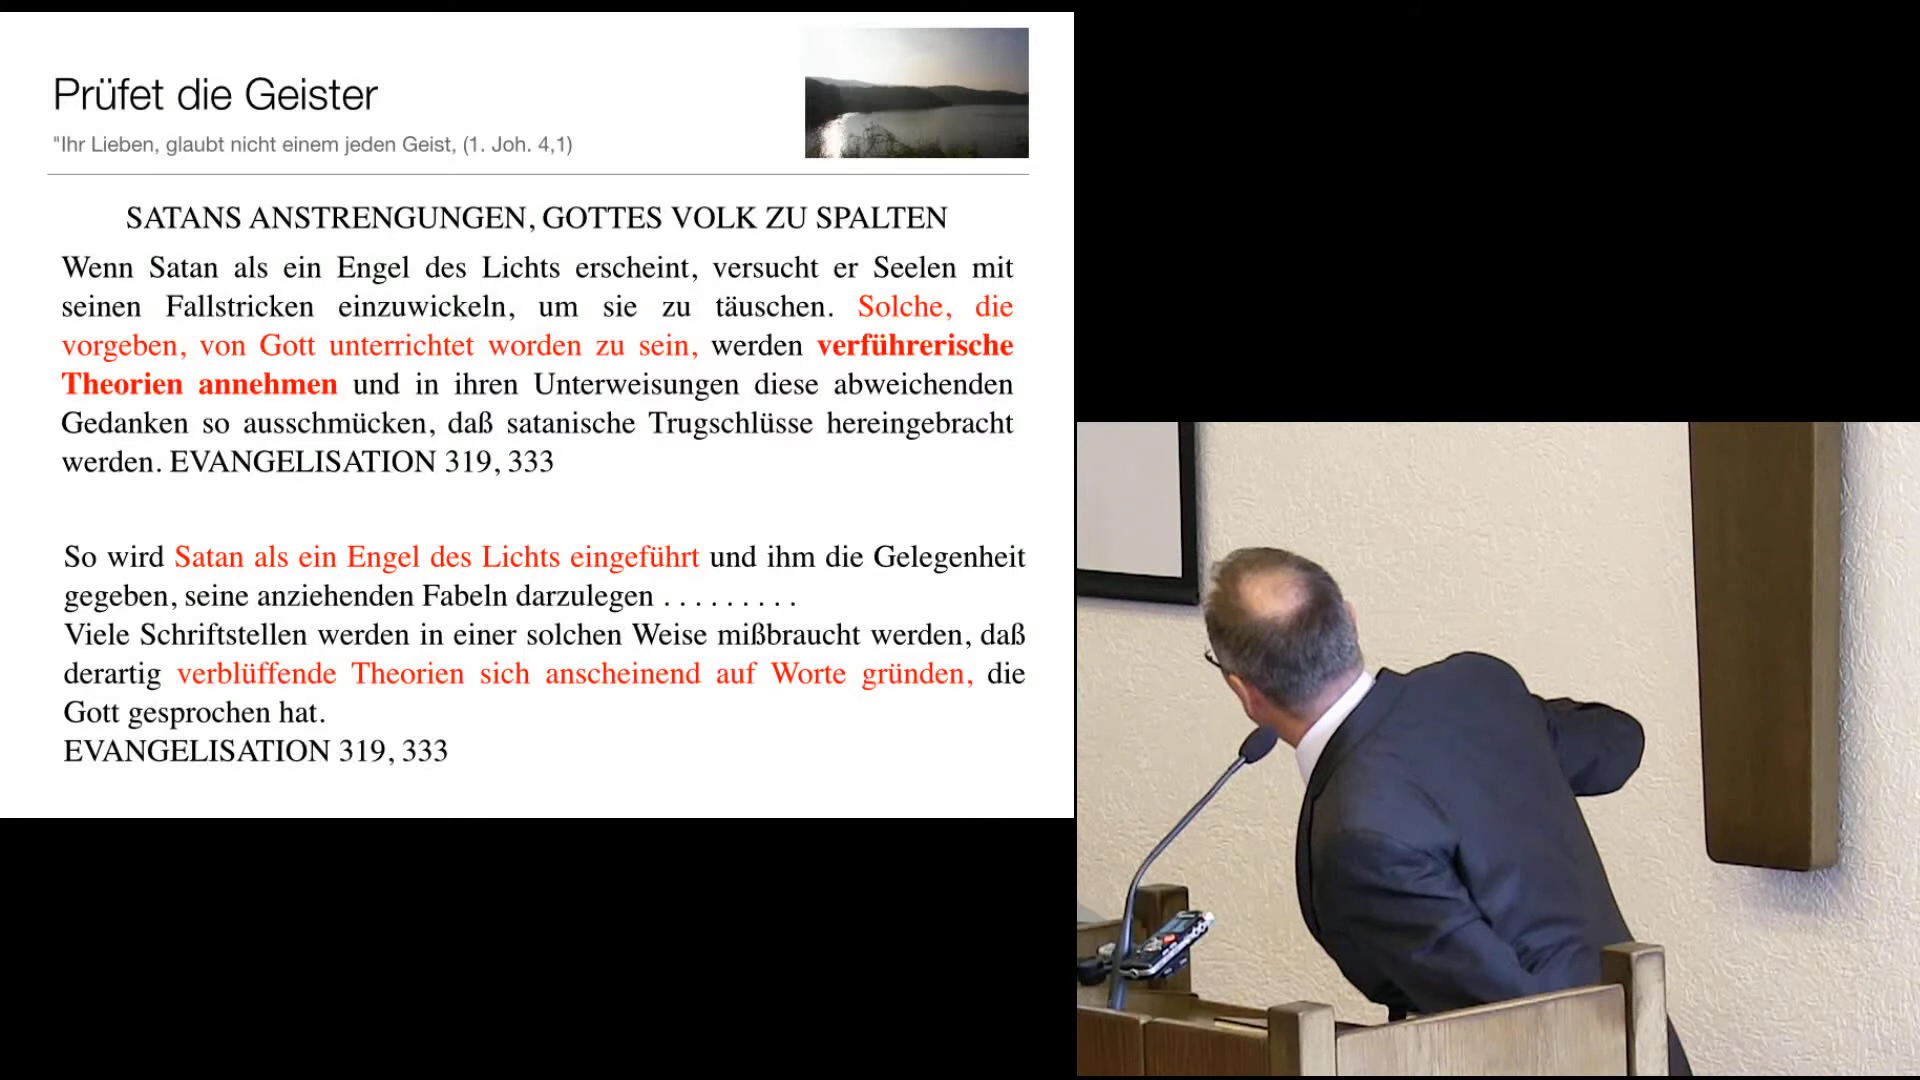 Prüfet die Geister
"Ihr Lieben, glaubt nicht einem jeden Geist, (1. Joh. 4,1)
SATANS ANSTRENGUNGEN, GOTTES VOLK ZU SPALTEN
Wenn Satan als ein Engel des Lichts erscheint, versucht er Seelen mit
seinen Fallstricken einzuwickeln, um sie zu täuschen. Solche, die
vorgeben, von Gott unterrichtet worden zu sein, werden verführerische
Theorien annehmen und in ihren Unterweisungen diese abweichenden
Gedanken so ausschmücken, daß satanische Trugschlüsse hereingebracht
werden. EVANGELISATION 319, 333
So wird Satan als ein Engel des Lichts eingeführt und ihm die Gelegenheit
gegeben, seine anziehenden Fabeln darzulegen . . . . . . . . .
Viele Schriftstellen werden in einer solchen Weise mißbraucht werden, daß
derartig verblüffende Theorien sich anscheinend auf Worte gründen, die
Gott gesprochen hat.
EVANGELISATION 319, 333